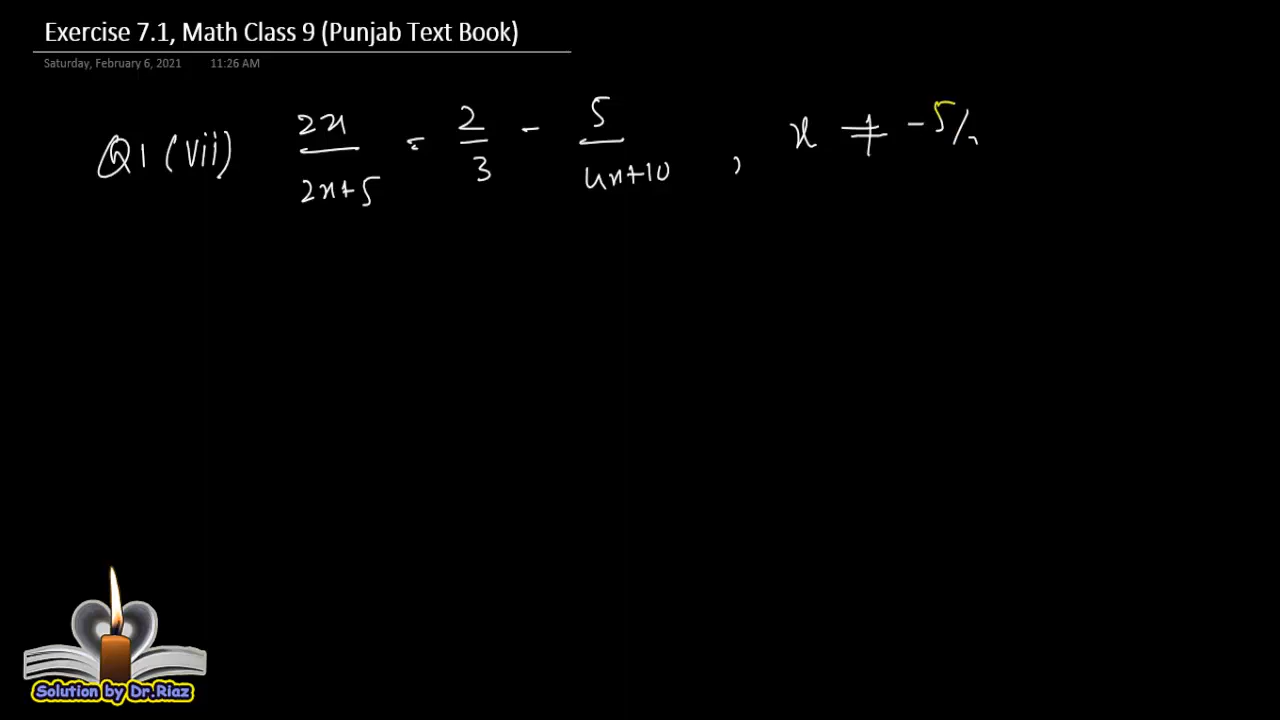 Exercise 7.1, Math Class 9 (Punjab Text Book)
Saturday, February 6, 2021 11:26 AM
Q1 (vii) 2x/2x+5 = 2/3 - 5/4x+10 , x ≠ -5/
Solution by Dr.Riaz